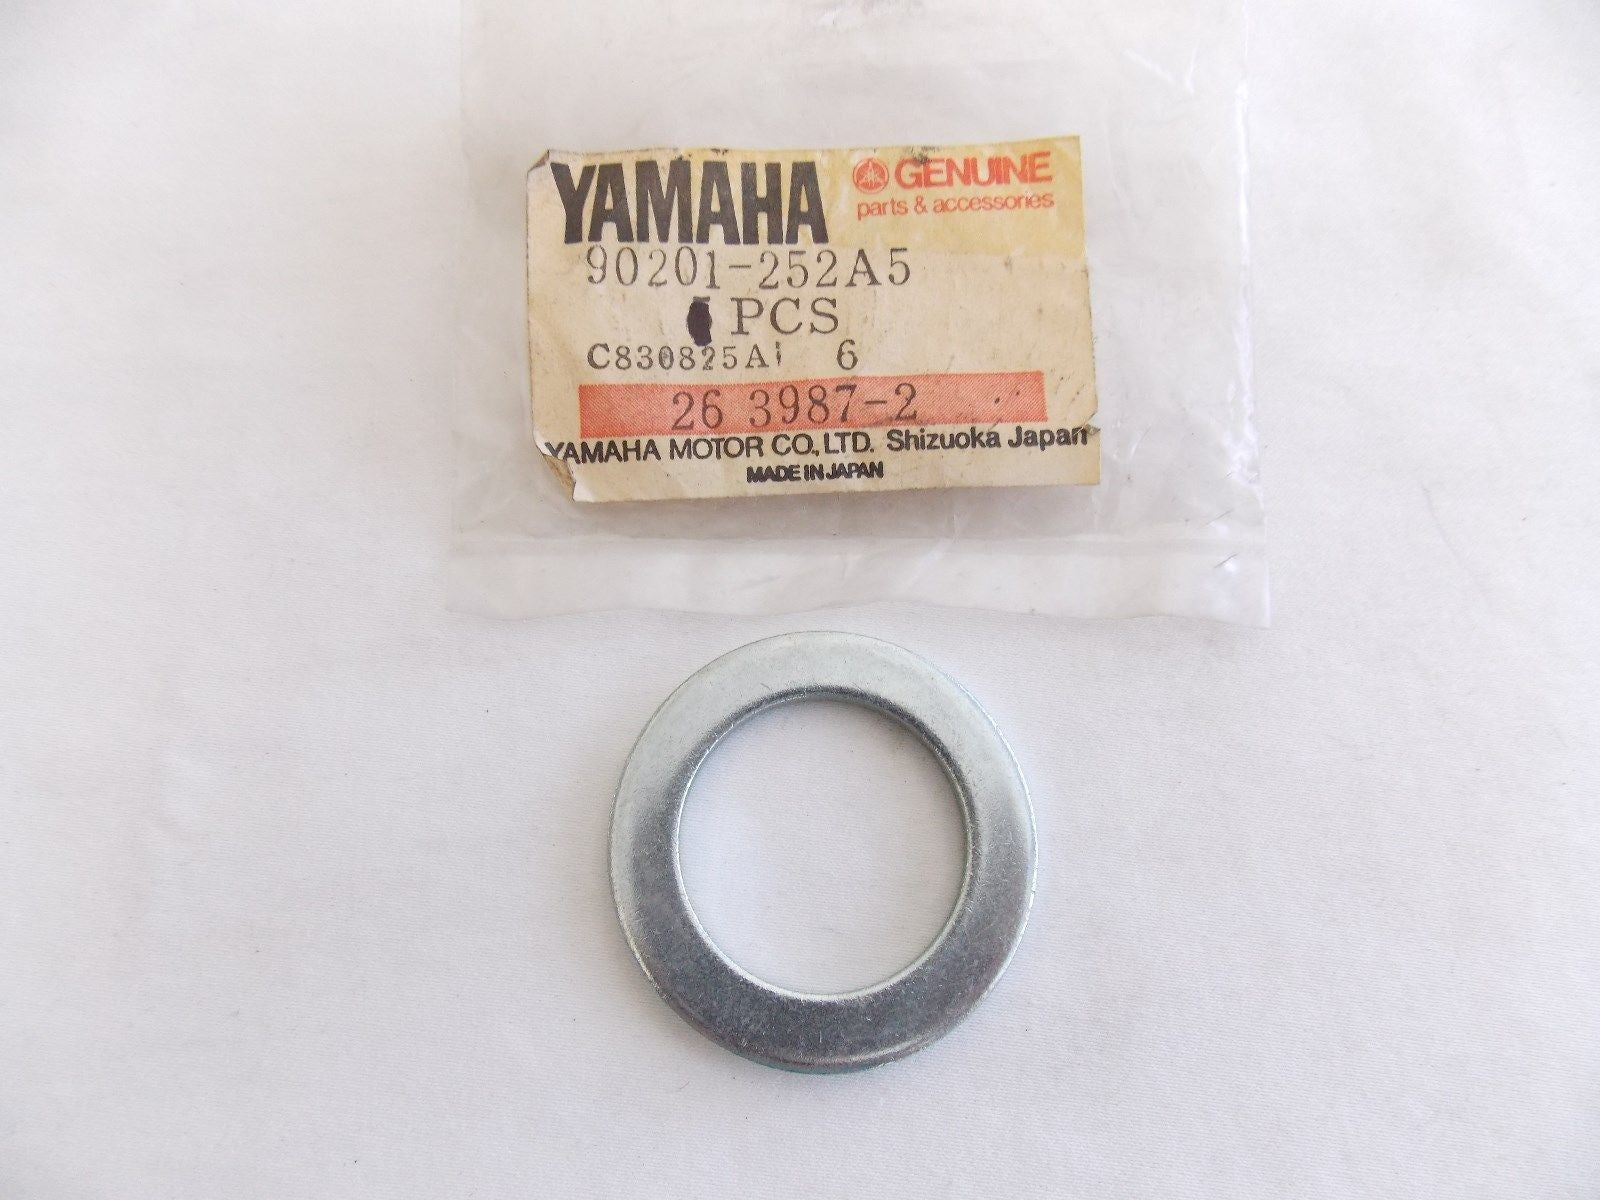 YAMAHA GENUINE
parts & accessories
90201-252A5
PCS
C830825A 6
26 3987-2
YAMAHA MOTOR CO., LTD. Shizuoka Japan
MADE IN JAPAN